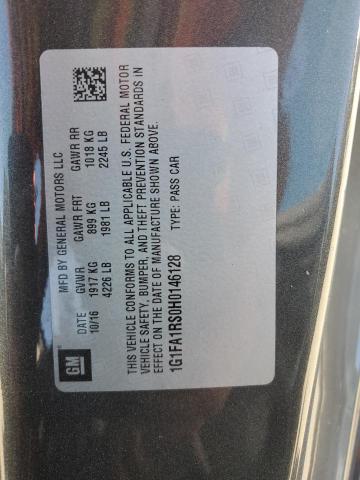 MFD BY GENERAL MOTORS LLC
DATE GVWR GAWR FRT GAWR RR
10/16 1917 KG 899 KG 1018 KG
4226 LB 1981 LB 2245 LB
THIS VEHICLE CONFORMS TO ALL APPLICABLE U.S. FEDERAL MOTOR
VEHICLE SAFETY, BUMPER, AND THEFT PREVENTION STANDARDS IN
EFFECT ON THE DATE OF MANUFACTURE SHOWN ABOVE.
1G1FA1RS0H0146128 TYPE: PASS CAR
GM